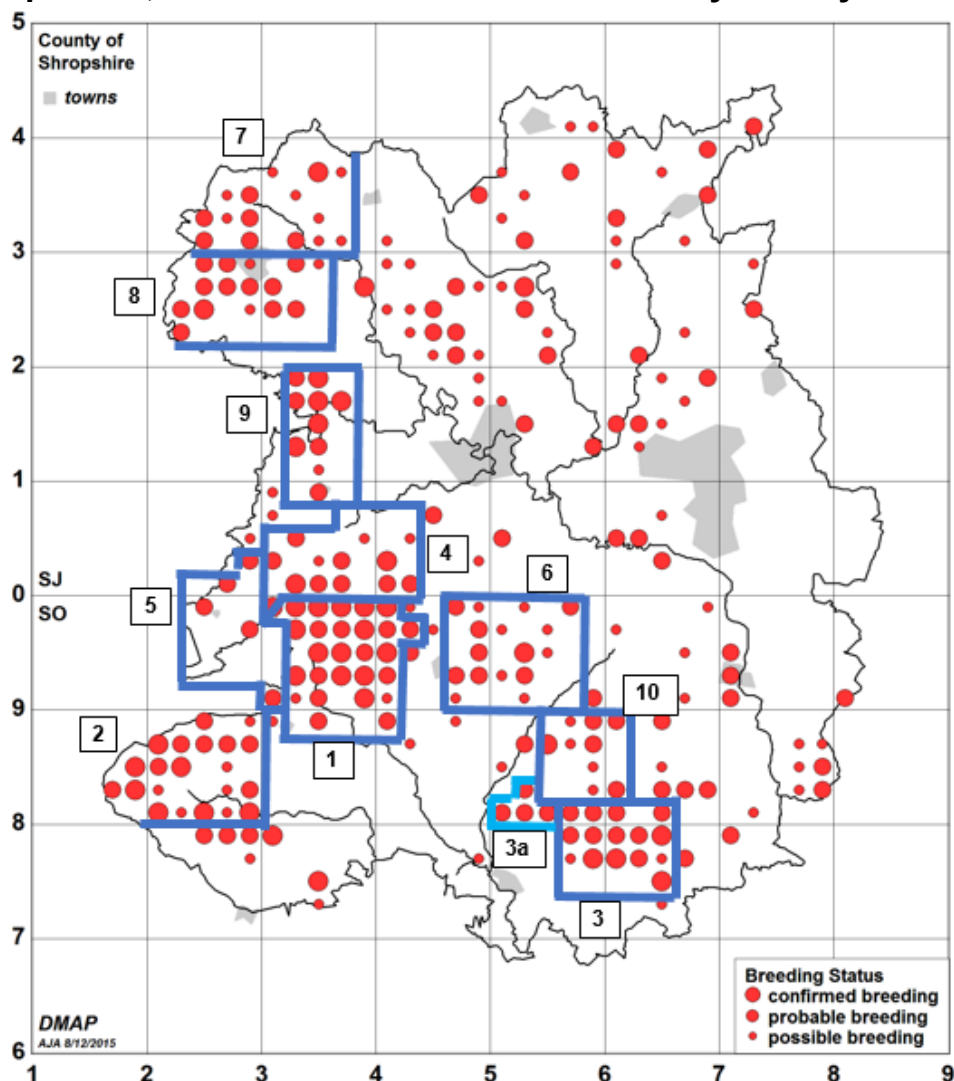 5
County of
Shropshire
towns
4
7
3
8
2
9
1
4
SJ
0
6
SO
5
10
9
2
1
8
3a
3
7
Breeding Status
confirmed breeding
probable breeding
possible breeding
DMAP
AJA 8/12/2015
6
1 2 3 4 5 6 7 8 9